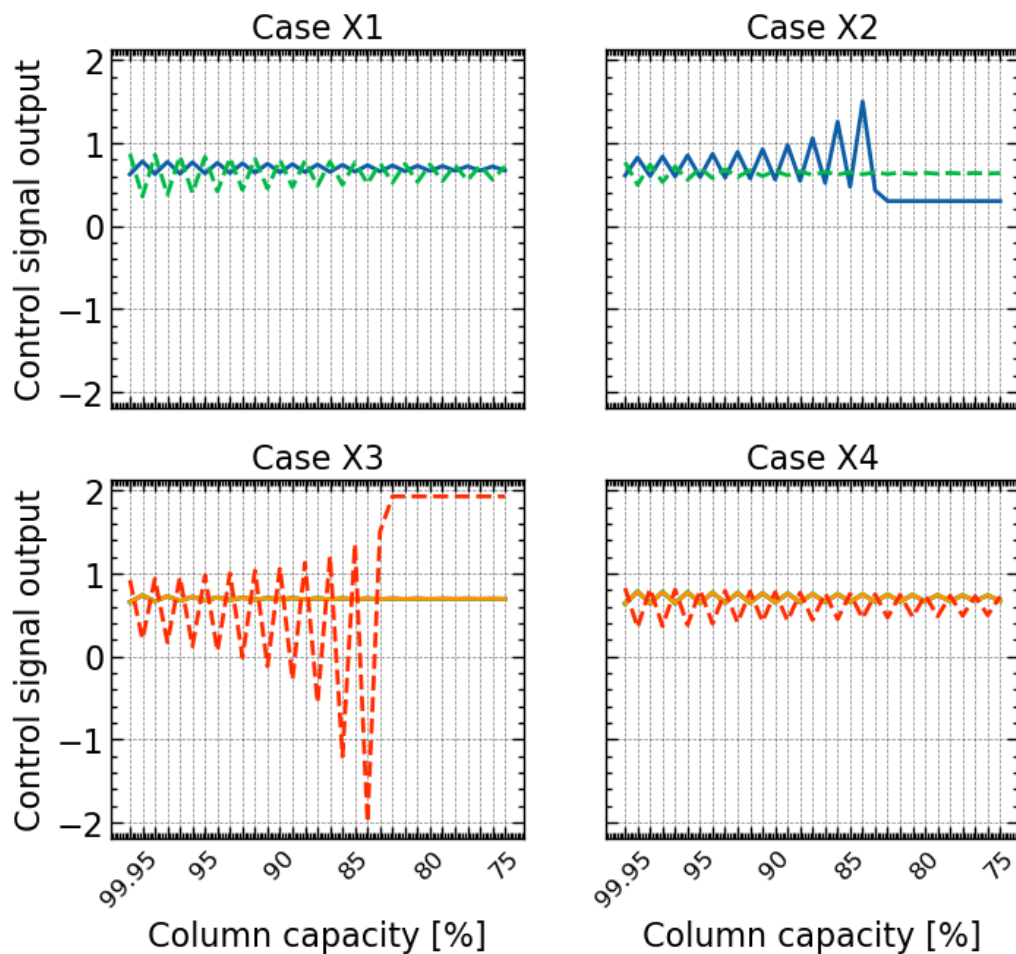 Case X1
Case X2
Control signal output
2
1
0
−1
−2
Case X3
Case X4
Control signal output
2
1
0
−1
−2
99.95
95
90
85
80
75
99.95
95
90
85
80
75
Column capacity [%]
Column capacity [%]